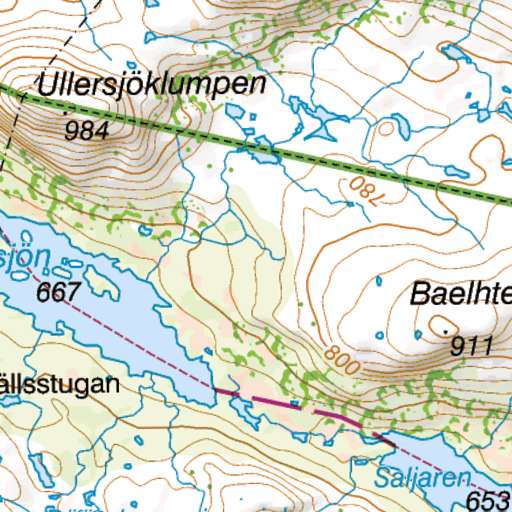 Ullersjöklumpen
984
780
sjön
667
Baelhte
911
800
ällsstugan
Saljaren
653